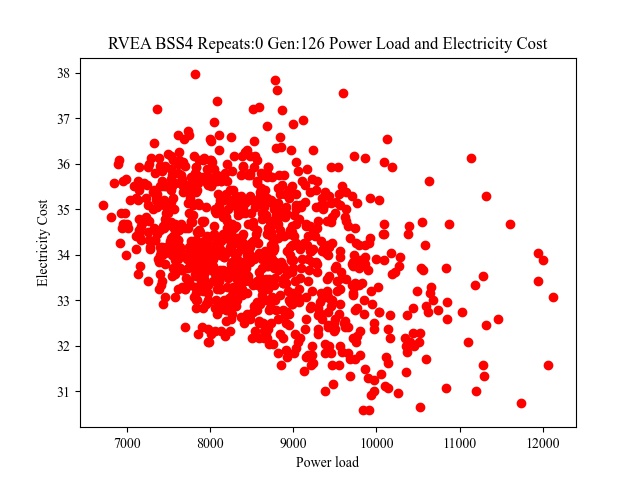 RVEA BSS4 Repeats:0 Gen:126 Power Load and Electricity Cost
38
37
36
35
34
33
32
31
Electricity Cost
7000 8000 9000 10000 11000 12000
Power load